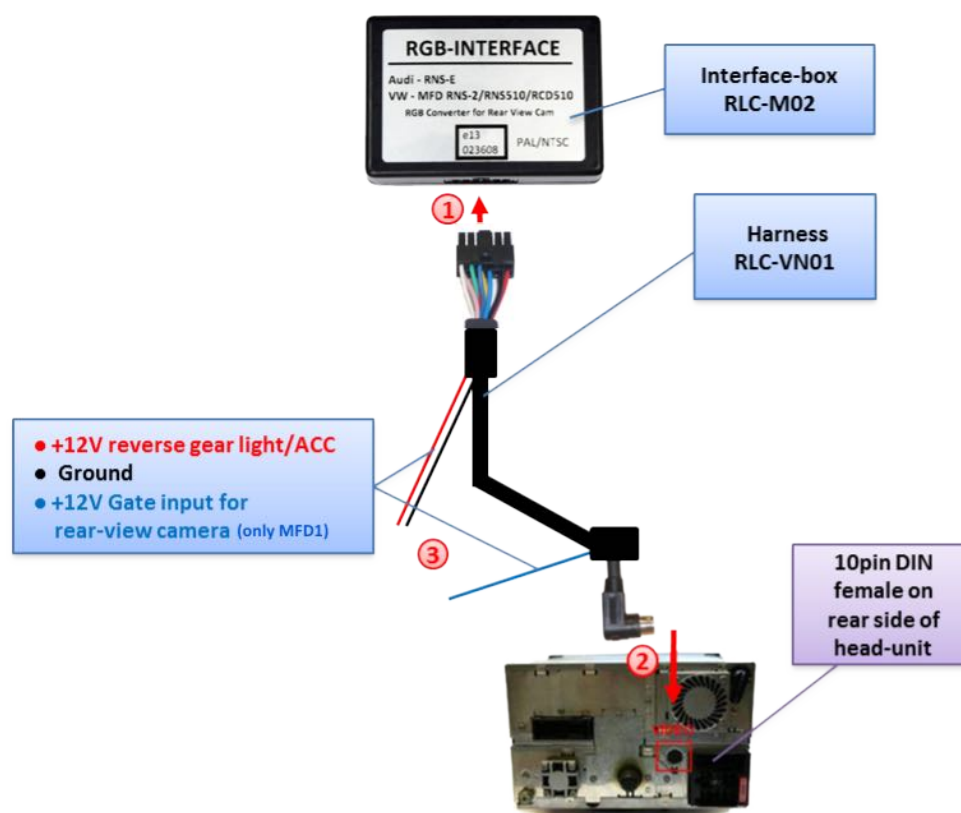 RGB-INTERFACE
Audi - RNS-E
VW - MFD RNS-2/RNS510/RCD510
RGB Converter for Rear View Cam
e13
023608
PAL/NTSC
Interface-box
RLC-M02
1
Harness
RLC-VN01
● +12V reverse gear light/ACC
● Ground
● +12V Gate input for
rear-view camera (only MFD1)
3
10pin DIN
female on
rear side of
head-unit
2